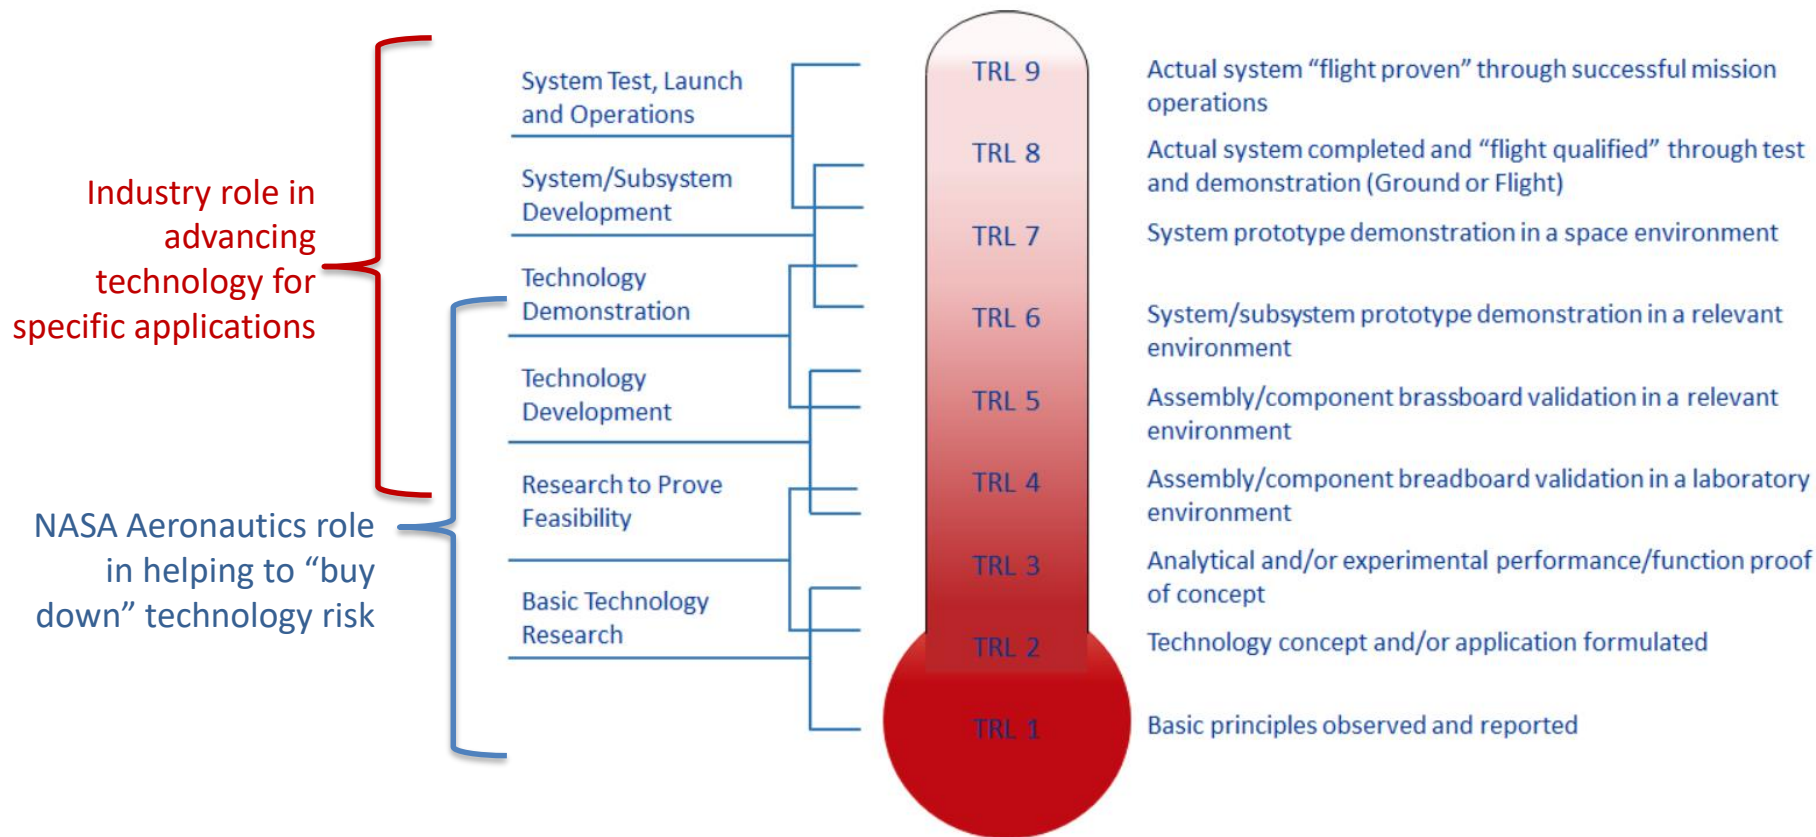 Industry role in
advancing
technology for
specific applications
NASA Aeronautics role
in helping to “buy
down” technology risk
System Test, Launch
and Operations
System/Subsystem
Development
Technology
Demonstration
Technology
Development
Research to Prove
Feasibility
Basic Technology
Research
TRL 9
Actual system “flight proven” through successful mission
operations
TRL 8
Actual system completed and “flight qualified” through test
and demonstration (Ground or Flight)
TRL 7
System prototype demonstration in a space environment
TRL 6
System/subsystem prototype demonstration in a relevant
environment
TRL 5
Assembly/component brassboard validation in a relevant
environment
TRL 4
Assembly/component breadboard validation in a laboratory
environment
TRL 3
Analytical and/or experimental performance/function proof
of concept
TRL 2
Technology concept and/or application formulated
TRL 1
Basic principles observed and reported